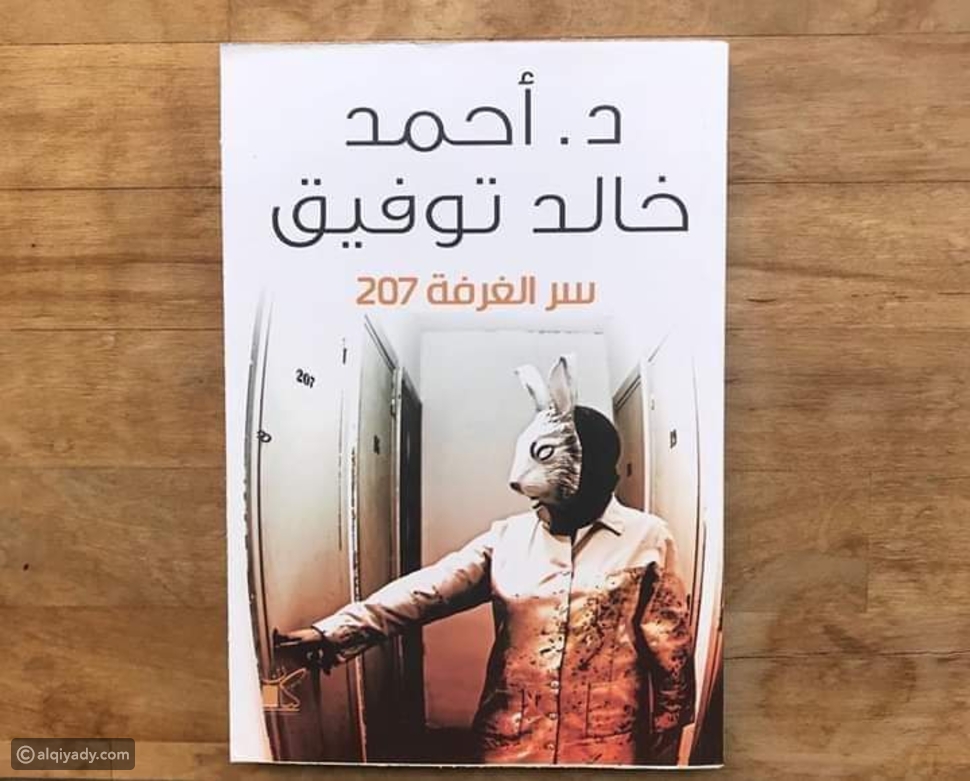 د. أحمد
خالد توفيق
سر الغرفة 207
207
© alqiyady.com